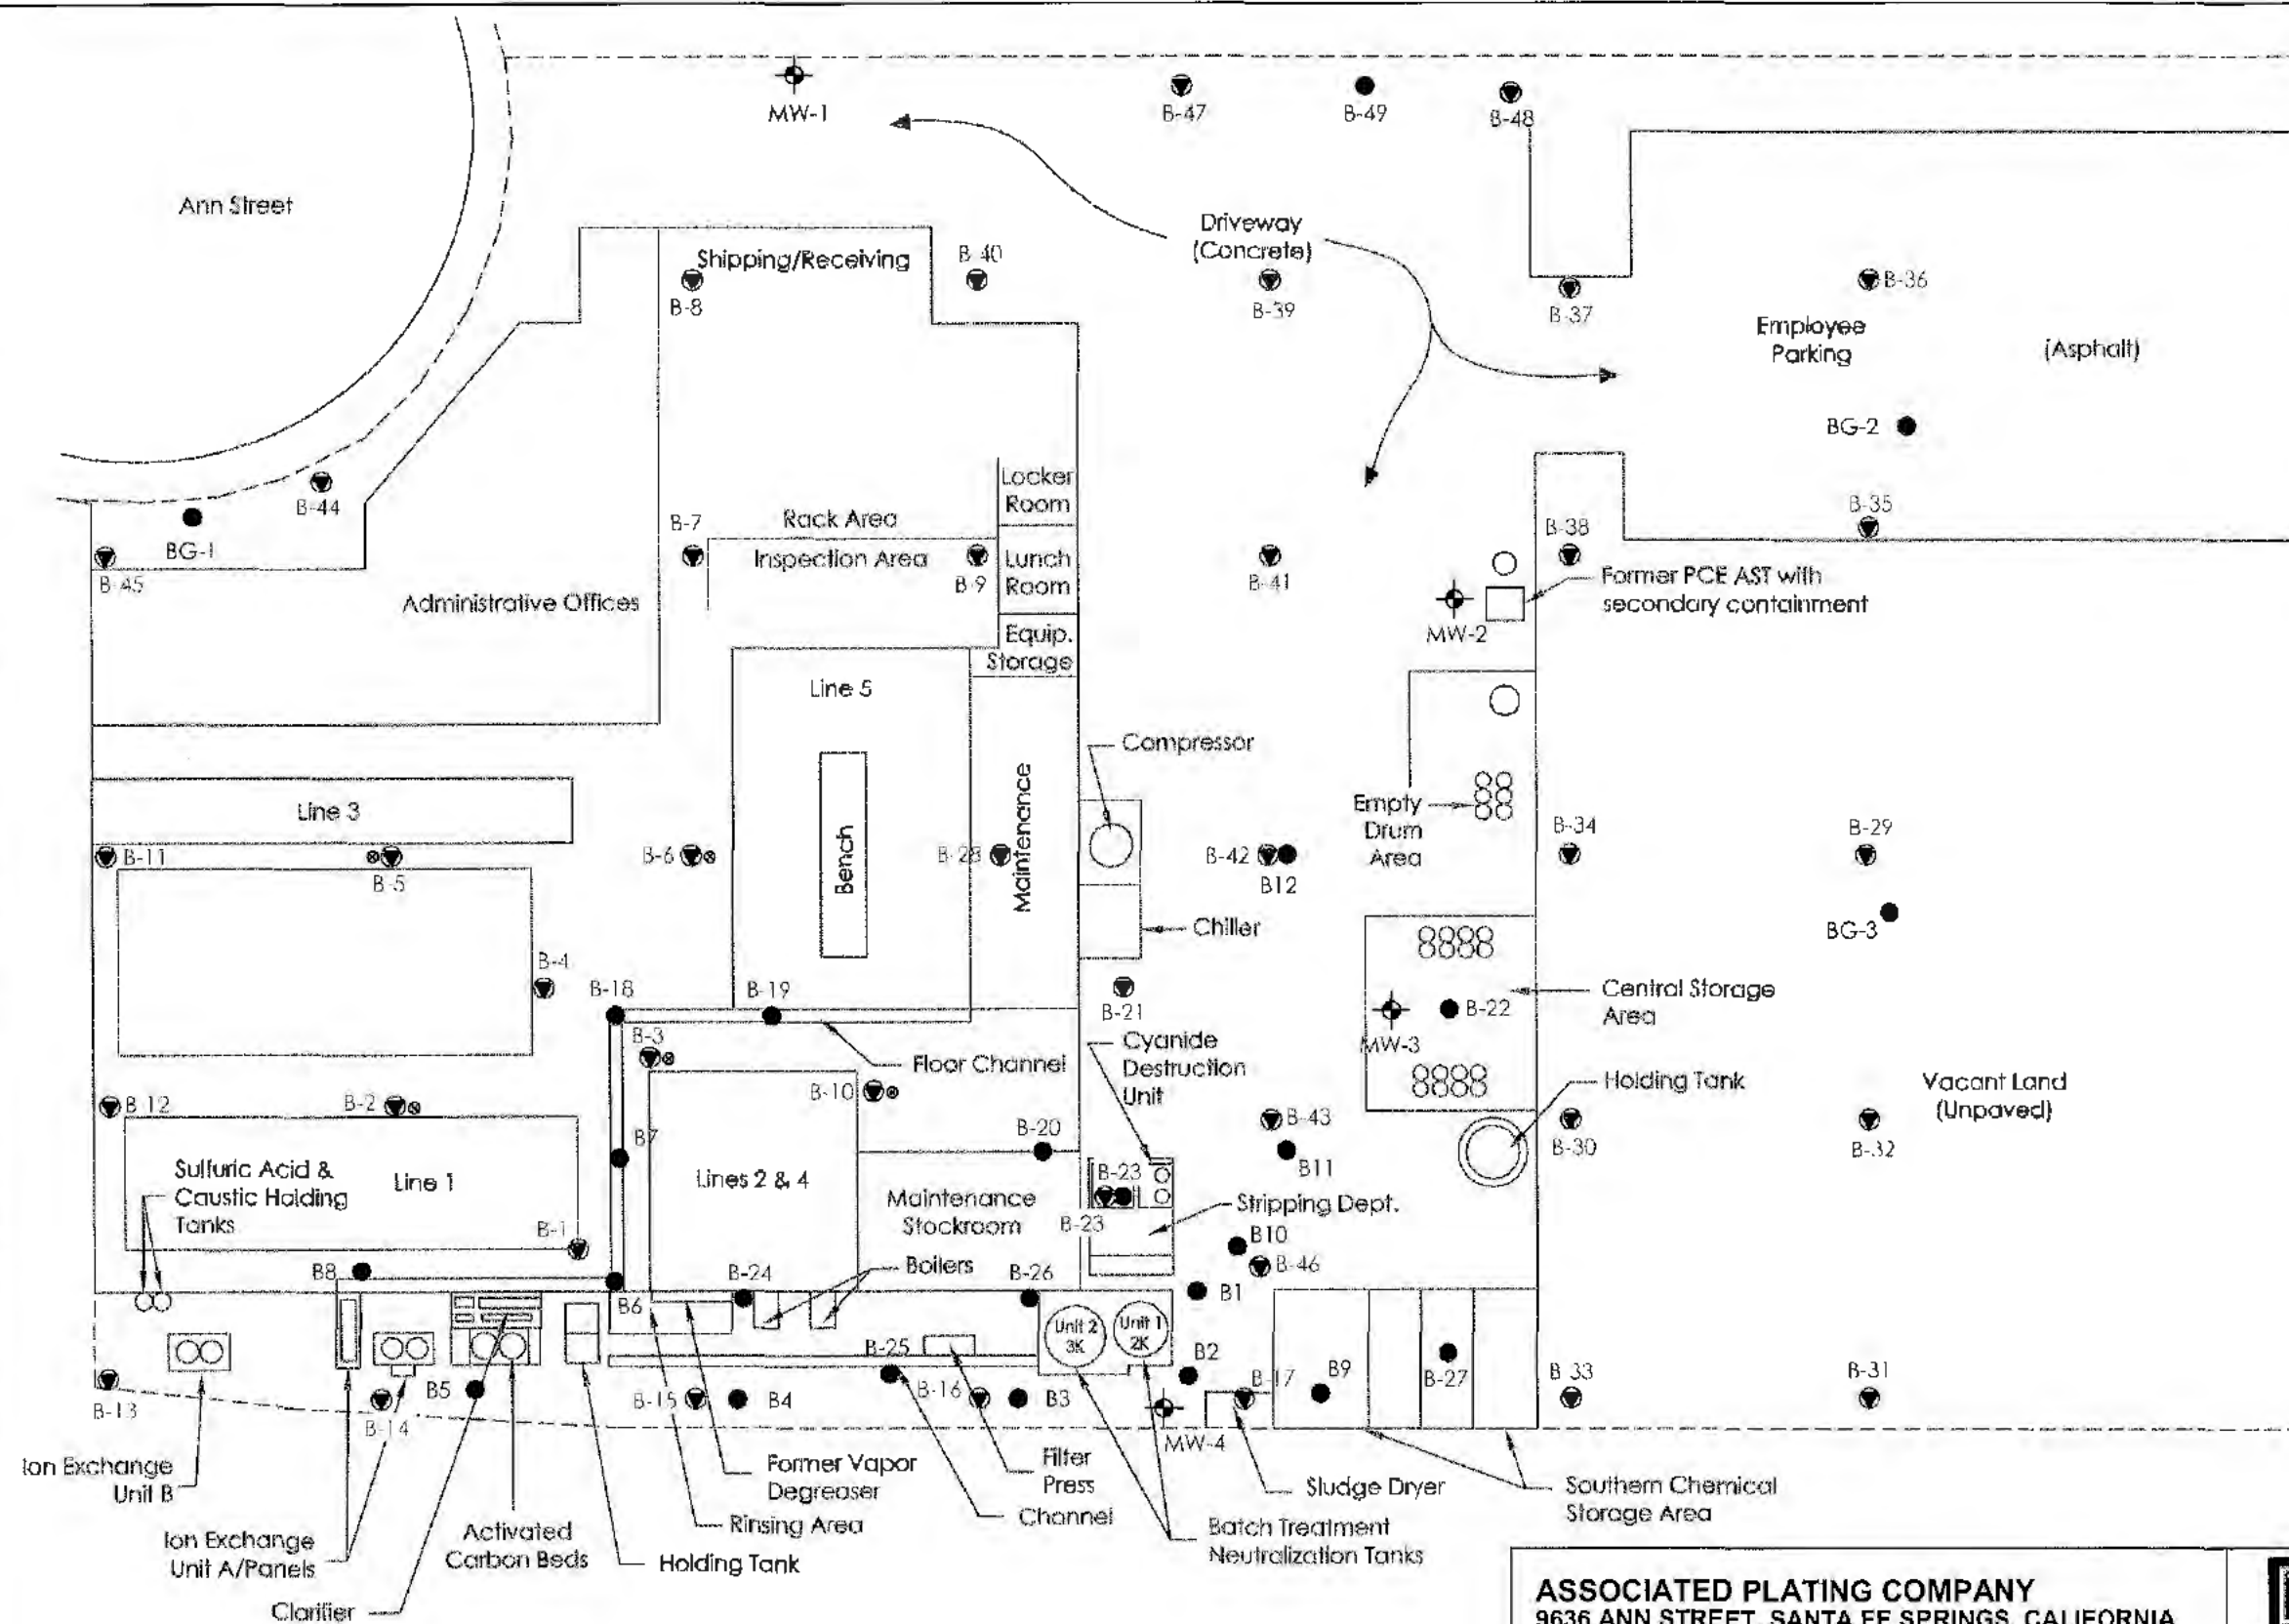 MW-1
B-47
B-49
B-48
Ann Street
Driveway
(Concrete)
Shipping/Receiving
B-40
B-8
B-39
B-37
B-36
Employee
Parking
(Asphalt)
BG-2
Locker
Room
B-44
B-7
Rack Area
B-35
B-38
BG-1
B-45
Inspection Area
B-9
Lunch
Room
B-41
Former PCE AST with
secondary containment
Administrative Offices
MW-2
Equip.
Storage
Line 5
Compressor
Line 3
Bench
Maintenance
Empty
Drum
Area
B-34
B-29
B-11
B-5
B-6
B-28
B-42
B12
Chiller
BG-3
B-4
B-18
B-19
B-21
B-22
Central Storage
Area
B-3
MW-3
Floor Channel
Cyanide
Destruction
Unit
B-10
Holding Tank
Vacant Land
(Unpaved)
B-12
B-2
B-43
B-20
B7
B11
B-30
B-32
Sulfuric Acid &
Caustic Holding
Tanks
Line 1
Lines 2 & 4
Maintenance
Stockroom
B-23
B-23
Stripping Dept.
B-1
B10
B-46
B8
B-24
Boilers
B-26
B1
B6
Unit 2
3K
Unit 1
2K
B-25
B2
B-17
B9
B-27
B-33
B-31
B-13
B-14
B5
B-15
B4
B-16
B3
MW-4
Ion Exchange
Unit B
Former Vapor
Degreaser
Filter
Press
Sludge Dryer
Southern Chemical
Storage Area
Ion Exchange
Unit A/Panels
Activated
Carbon Beds
Rinsing Area
Channel
Holding Tank
Batch Treatment
Neutralization Tanks
Clarifier
ASSOCIATED PLATING COMPANY
9636 ANN STREET, SANTA FE SPRINGS, CALIFORNIA